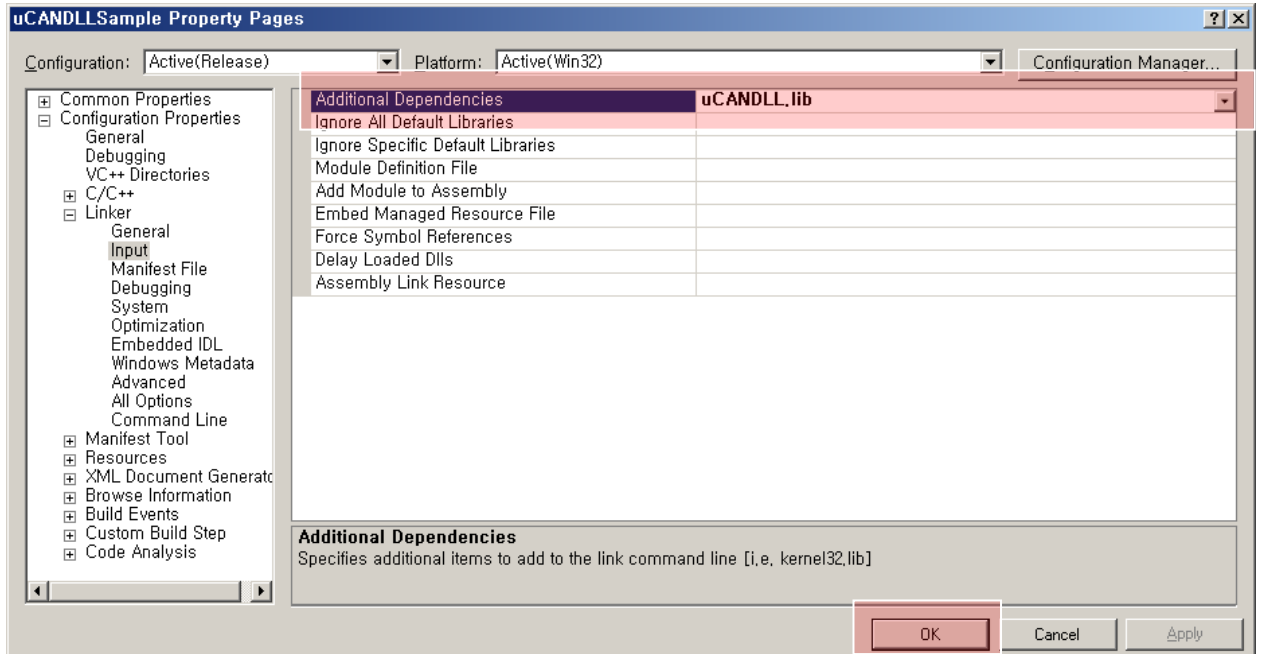 uCANDLLSample Property Pages
Configuration: Active(Release) Platform: Active(Win32) Configuration Manager...
Common Properties
Configuration Properties
General
Debugging
VC++ Directories
C/C++
Linker
General
Input
Manifest File
Debugging
System
Optimization
Embedded IDL
Windows Metadata
Advanced
All Options
Command Line
Manifest Tool
Resources
XML Document Generato
Browse Information
Build Events
Custom Build Step
Code Analysis
Additional Dependencies uCANDLL.lib
Ignore All Default Libraries
Ignore Specific Default Libraries
Module Definition File
Add Module to Assembly
Embed Managed Resource File
Force Symbol References
Delay Loaded Dlls
Assembly Link Resource
Additional Dependencies
Specifies additional items to add to the link command line [i.e. kernel32.lib]
OK Cancel Apply